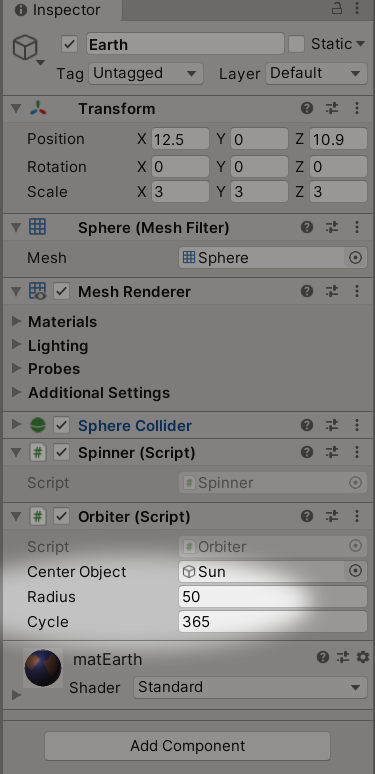 Inspector
Earth Static
Tag Untagged Layer Default
Transform
Position X 12.5 Y 0 Z 10.9
Rotation X 0 Y 0 Z 0
Scale X 3 Y 3 Z 3
Sphere (Mesh Filter)
Mesh Sphere
Mesh Renderer
Materials
Lighting
Probes
Additional Settings
Sphere Collider
# Spinner (Script)
Script # Spinner
# Orbiter (Script)
Script # Orbiter
Center Object Sun
Radius 50
Cycle 365
matEarth
Shader Standard
Add Component